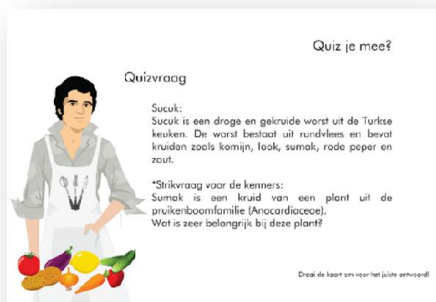 Quiz je mee?
Quizvraag
Sucuk:
Sucuk is een droge en gekruide worst uit de Turkse
keuken. De worst bestaat uit rundvlees en bevat
kruiden zoals komijn, look, sumak, rode peper en
zout.
*Strikvraag voor de kenners:
Sumak is een kruid van een plant uit de
pruikenboomfamilie (Anacardiaceae).
Wat is zeer belangrijk bij deze plant?
Draai de kaart om voor het juiste antwoord!